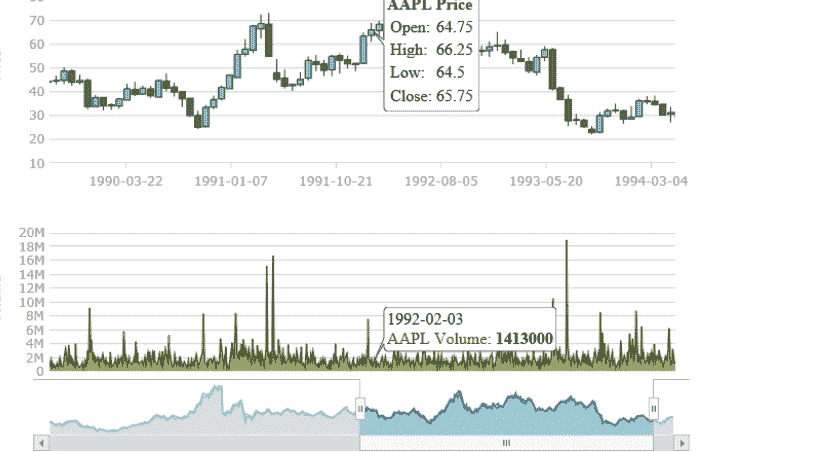 AAPL Price
70
Open: 64.75
60
High: 66.25
50
Low: 64.5
40
Close: 65.75
30
20
10
1990-03-22 1991-01-07 1991-10-21 1992-08-05 1993-05-20 1994-03-04
20M
18M
16M
14M
12M
10M
8M
1992-02-03
6M
AAPL Volume: 1413000
4M
2M
0